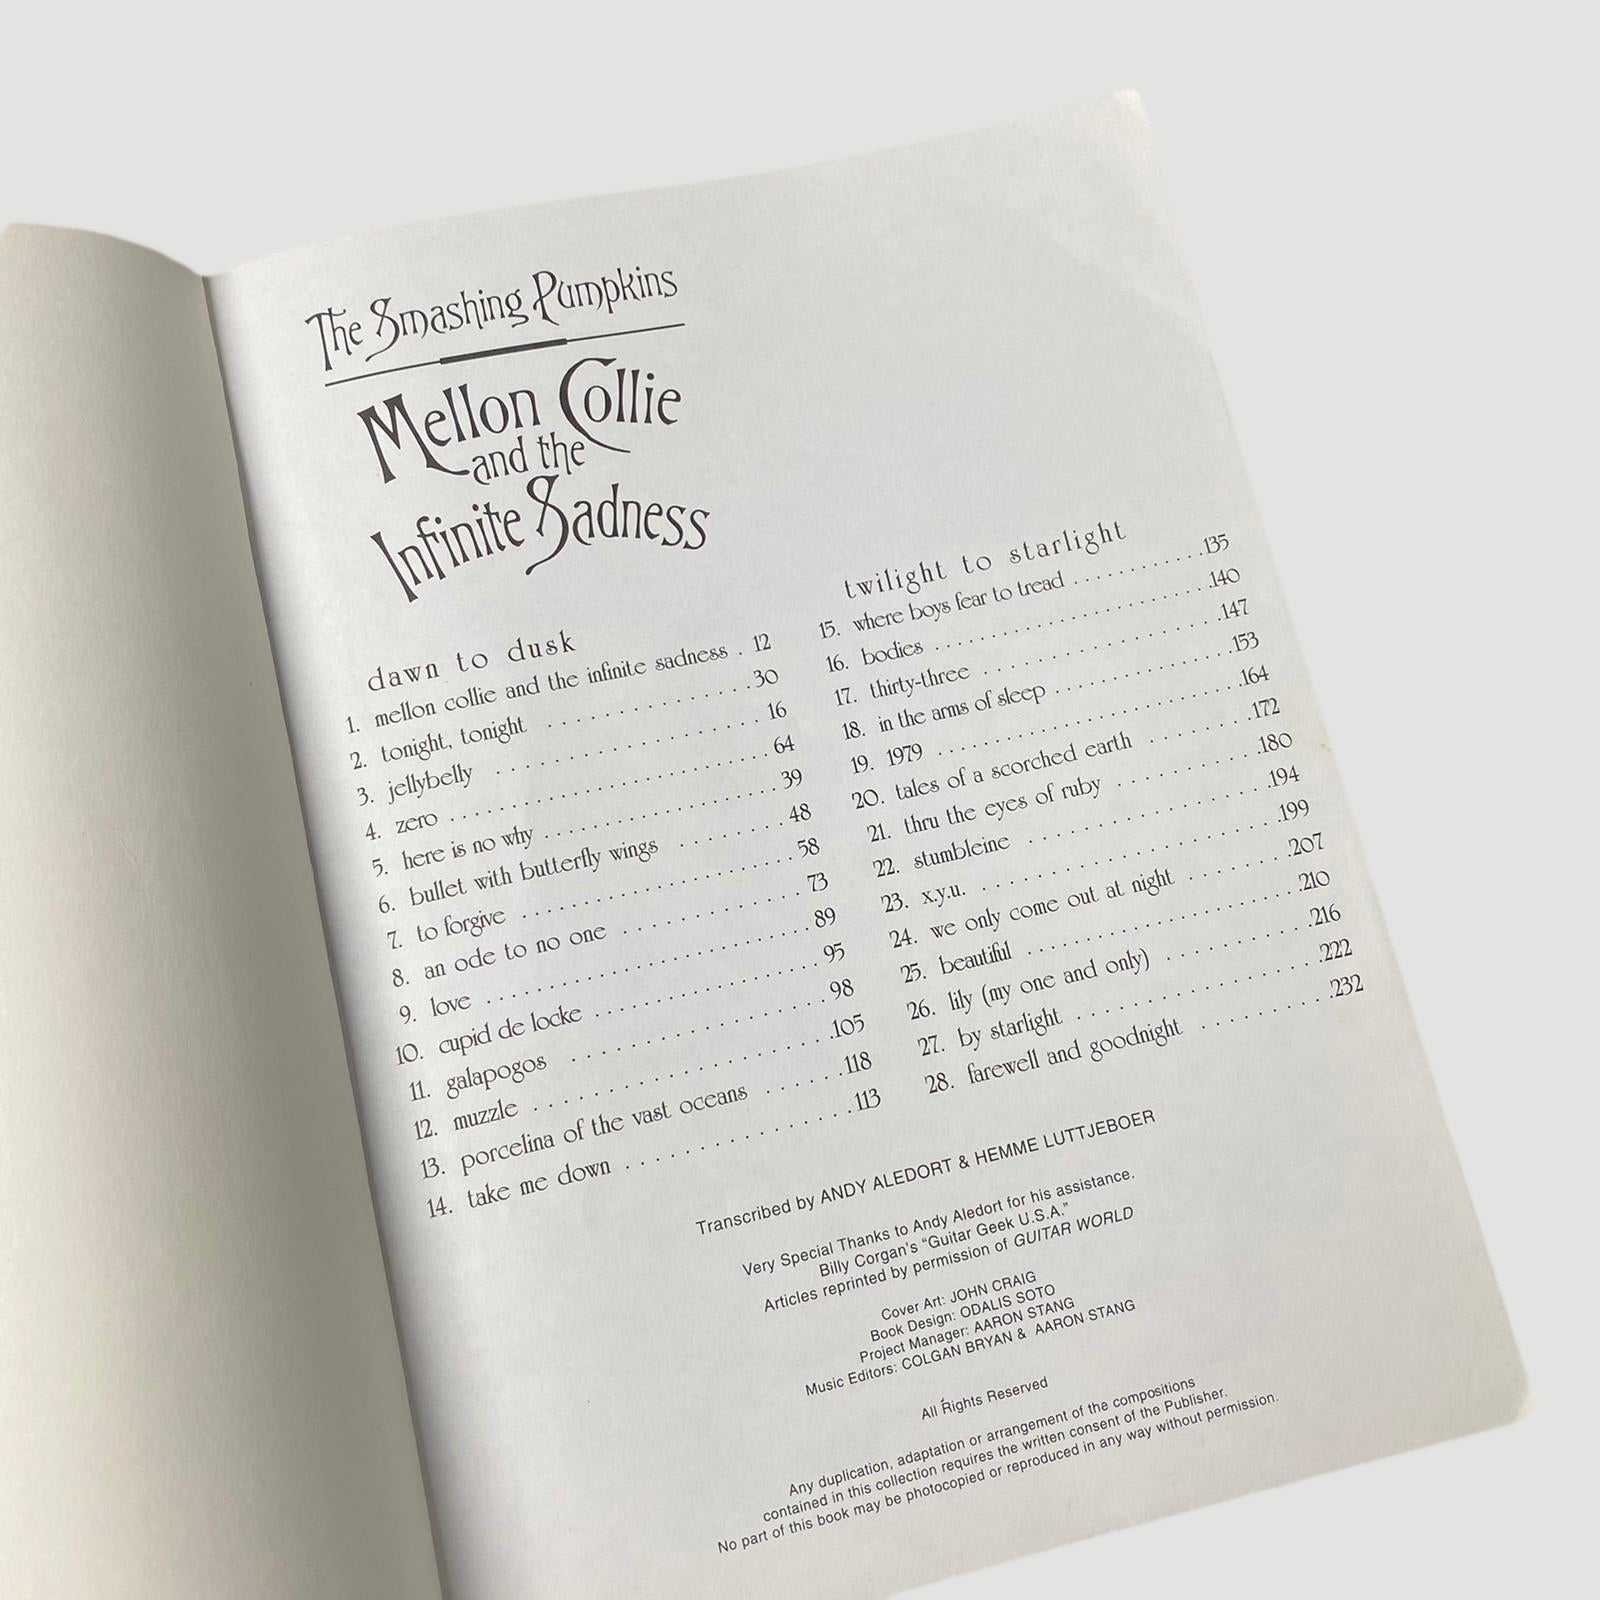 The Smashing Pumpkins
Mellon Collie
and the
Infinite Sadness
dawn to dusk
1. mellon collie and the infinite sadness . 12
2. tonight, tonight . . . . . . . . . . . . . . .30
3. jellybelly . . . . . . . . . . . . . . . . . . . 16
4. zero . . . . . . . . . . . . . . . . . . . . . . . 64
5. here is no why . . . . . . . . . . . . . . . . .39
6. bullet with butterfly wings . . . . . . . .48
7. to forgive . . . . . . . . . . . . . . . . . . . 58
8. an ode to no one . . . . . . . . . . . . . 73
9. love . . . . . . . . . . . . . . . . . . . . . . .89
10. cupid de locke . . . . . . . . . . . . . . . . 95
11. galapogos . . . . . . . . . . . . . . . . . . .98
12. muzzle . . . . . . . . . . . . . . . . . . . . .105
13. porcelina of the vast oceans . . . . . .118
14. take me down . . . . . . . . . . . . . . . .113
twilight to starlight
15. where boys fear to tread . . . . . . . . . . . .135
16. bodies . . . . . . . . . . . . . . . . . . . . . .140
17. thirty-three . . . . . . . . . . . . . . . . . . .147
18. in the arms of sleep . . . . . . . . . . . . . .153
19. 1979 . . . . . . . . . . . . . . . . . . . . . . . .164
20. tales of a scorched earth . . . . . . . .172
21. thru the eyes of ruby . . . . . . . . . . .180
22. stumbleine . . . . . . . . . . . . . . . . . . .194
23. x.y.u. . . . . . . . . . . . . . . . . . . . . . . .199
24. we only come out at night . . . . . . . .207
25. beautiful . . . . . . . . . . . . . . . . . . . . .210
26. lily (my one and only) . . . . . . . . . . .216
27. by starlight . . . . . . . . . . . . . . . . . . .222
28. farewell and goodnight . . . . . . . . . .232
Transcribed by ANDY ALEDORT & HEMME LUTTJEBOER
Very Special Thanks to Andy Aledort for his assistance.
Billy Corgan's "Guitar Geek U.S.A."
Articles reprinted by permission of GUITAR WORLD
Cover Art: JOHN CRAIG
Book Design: ODALIS SOTO
Project Manager: AARON STANG
Music Editors: COLGAN BRYAN & AARON STANG
All Rights Reserved
Any duplication, adaptation or arrangement of the compositions
contained in this collection requires the written consent of the Publisher.
No part of this book may be photocopied or reproduced in any way without permission.